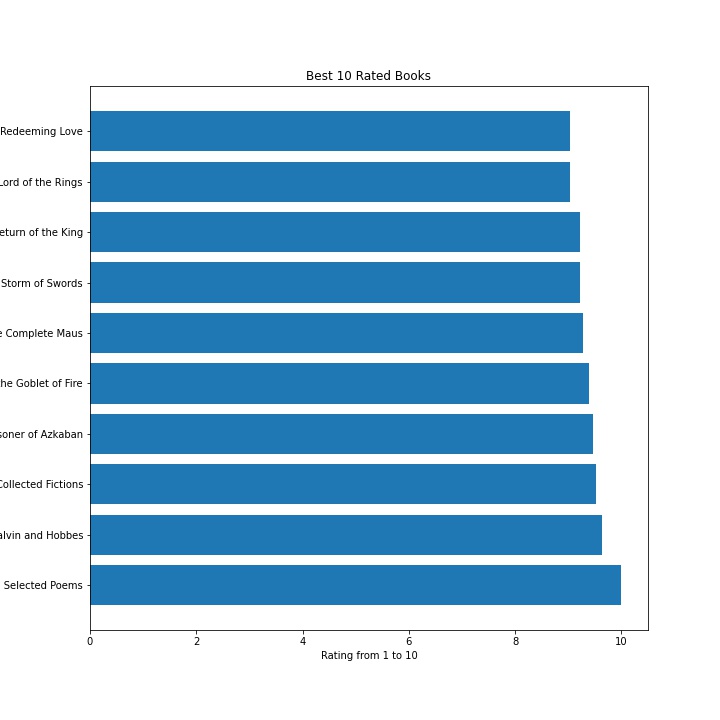 Best 10 Rated Books
Redeeming Love
Lord of the Rings
eturn of the King
Storm of Swords
e Complete Maus
he Goblet of Fire
soner of Azkaban
Collected Fictions
alvin and Hobbes
Selected Poems
0 2 4 6 8 10
Rating from 1 to 10